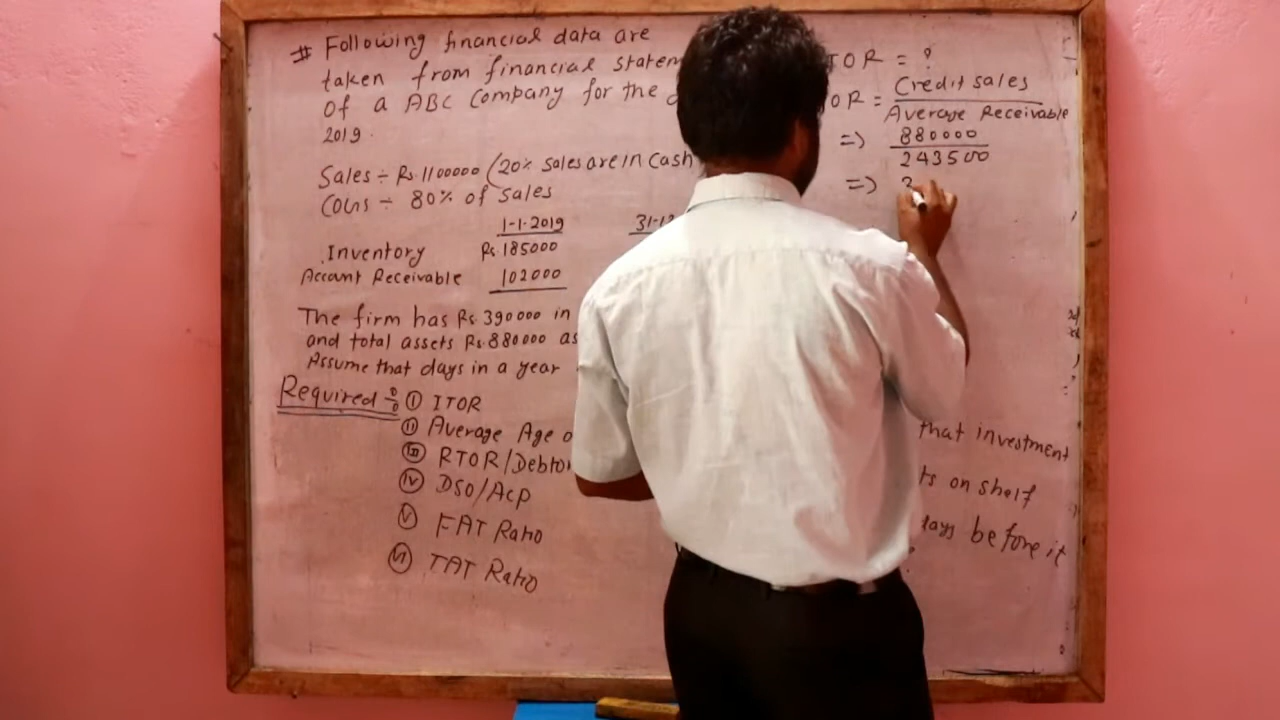 # Following financial data are
taken from financial statem
of a ABC Company for the
2019.
Sales ÷ Rs. 1100000 (20% sales are in Cash
COGS ÷ 80% of sales
1-1-2019 31-12
Inventory Rs. 185000
Account Receivable 102000
The firm has Rs. 390000 in
and total assets Rs. 880000 as
Assume that days in a year
Required ÷ (i) ITOR
(ii) Average Age o
(iii) RTOR/Debto
(iv) DSO/ACP
(v) FAT Ratio
(vi) TAT Ratio
TOR = ?
OR = Credit sales
Average Receivable
=> 880000
243500
=>
that investment
ts on shelf
days before it